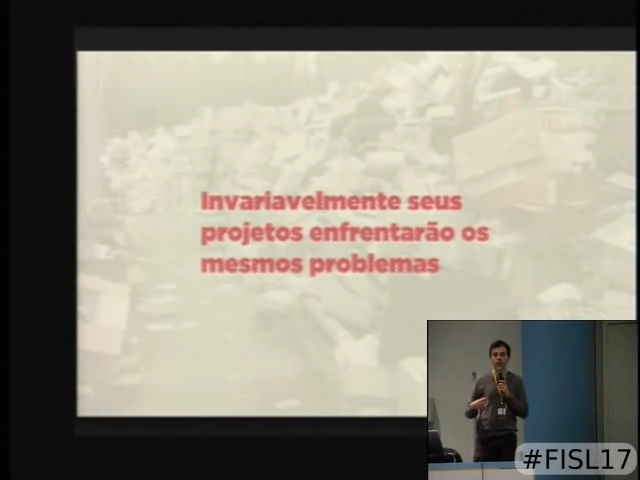 Invariavelmente seus
projetos enfrentarão os
mesmos problemas
#FISL17